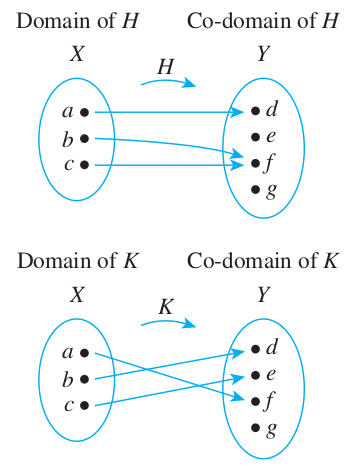 Domain of H Co-domain of H
X Y
H
a d
b e
c f
g
Domain of K Co-domain of K
X Y
K
a d
b e
c f
g